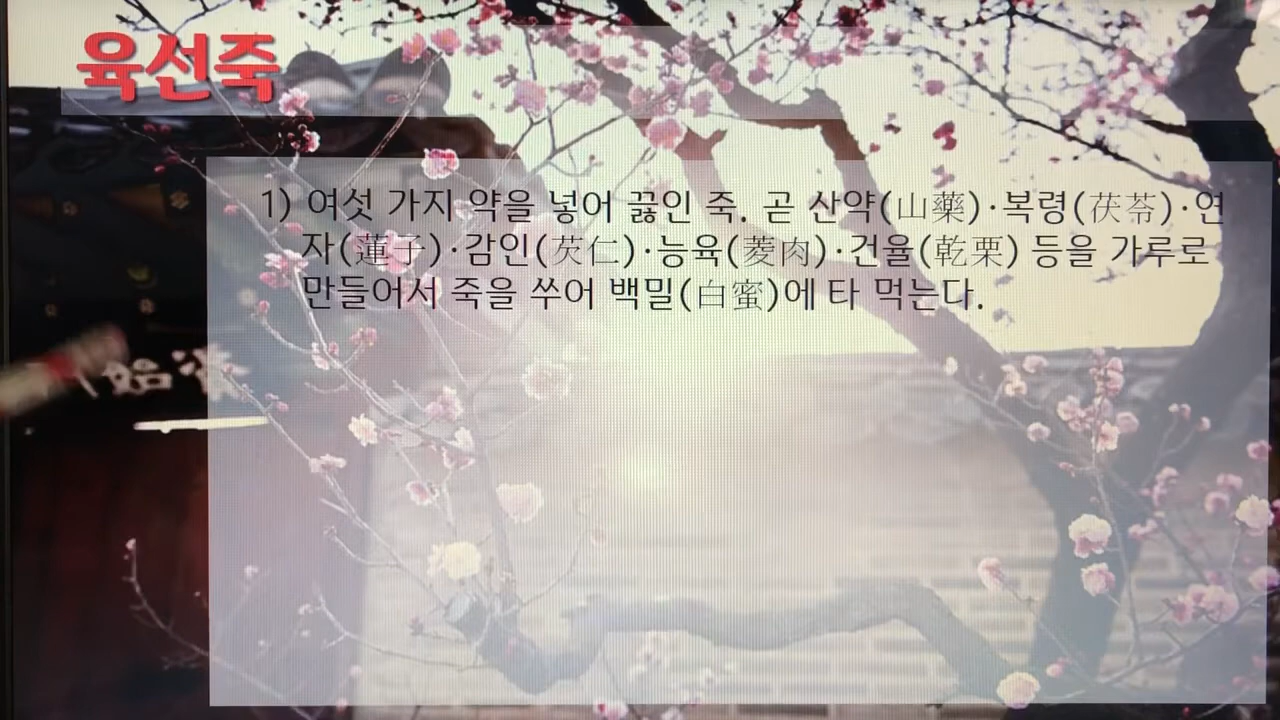 육선죽
1) 여섯 가지 약을 넣어 끓인 죽. 곧 산약(山藥)·복령(茯苓)·연
자(蓮子)·감인(芡仁)·능육(菱肉)·건율(乾栗) 등을 가루로
만들어서 죽을 쑤어 백밀(白蜜)에 타 먹는다.